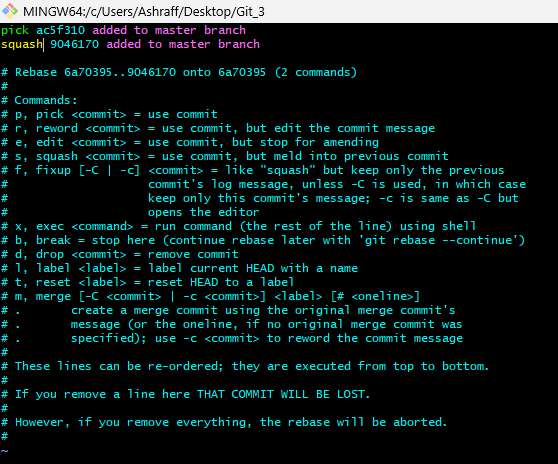 MINGW64:/c/Users/Ashraff/Desktop/Git_3
pick ac5f310 added to master branch
squash 9046170 added to master branch
# Rebase 6a70395..9046170 onto 6a70395 (2 commands)
#
# Commands:
# p, pick <commit> = use commit
# r, reword <commit> = use commit, but edit the commit message
# e, edit <commit> = use commit, but stop for amending
# s, squash <commit> = use commit, but meld into previous commit
# f, fixup [-C | -c] <commit> = like "squash" but keep only the previous
#                    commit's log message, unless -C is used, in which case
#                    keep only this commit's message; -c is same as -C but
#                    opens the editor
# x, exec <command> = run command (the rest of the line) using shell
# b, break = stop here (continue rebase later with 'git rebase --continue')
# d, drop <commit> = remove commit
# l, label <label> = label current HEAD with a name
# t, reset <label> = reset HEAD to a label
# m, merge [-C <commit> | -c <commit>] <label> [# <oneline>]
# .       create a merge commit using the original merge commit's
# .       message (or the oneline, if no original merge commit was
# .       specified); use -c <commit> to reword the commit message
#
# These lines can be re-ordered; they are executed from top to bottom.
#
# If you remove a line here THAT COMMIT WILL BE LOST.
#
# However, if you remove everything, the rebase will be aborted.
#
~